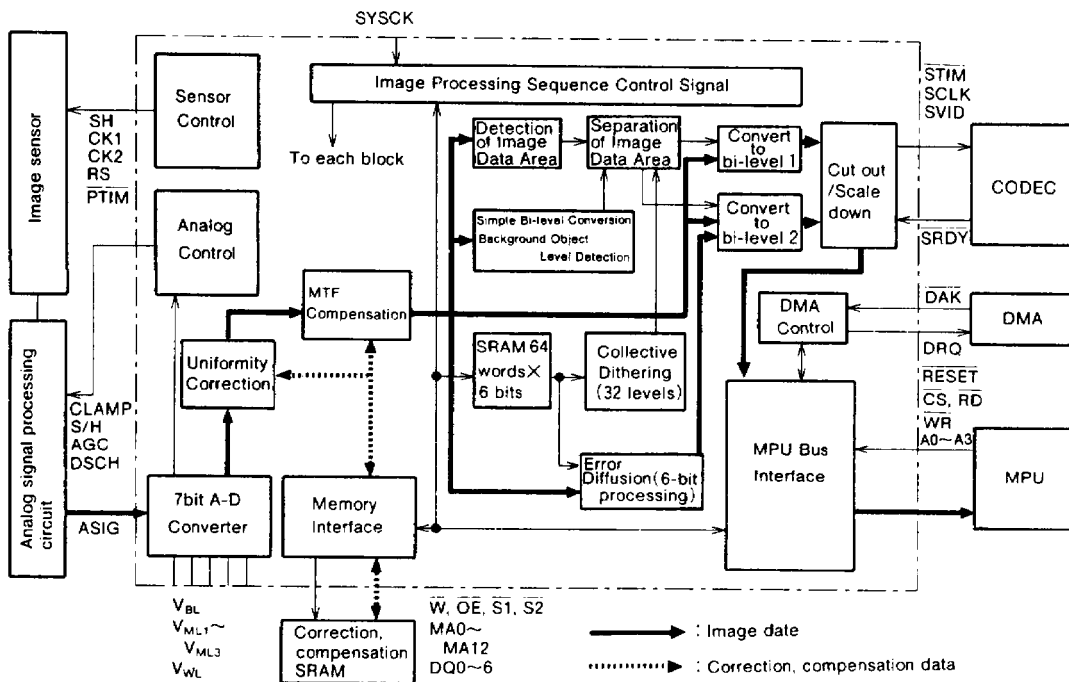 SYSCK
Image Processing Sequence Control Signal
To each block
Image sensor
SH
CK1
CK2
RS
PTIM
Sensor
Control
Analog
Control
Detection
of Image
Data Area
Separation
of Image
Data Area
Convert
to
bi-level 1
Convert
to
bi-level 2
Cut out
/Scale
down
STIM
SCLK
SVID
CODEC
SRDY
Simple Bi-level Conversion
Background Object
Level Detection
MTF
Compensation
Uniformity
Correction
SRAM 64
words×
6 bits
Collective
Dithering
(32 levels)
DMA
Control
DAK
DMA
DRQ
RESET
CS, RD
WR
A0~A3
MPU
MPU Bus
Interface
Error
Diffusion(6-bit
processing)
Analog signal processing
circuit
CLAMP
S/H
AGC
DSCH
ASIG
7bit A-D
Converter
Memory
Interface
VBL
VML1~
VML3
VWL
Correction,
compensation
SRAM
W, OE, S1, S2
MA0~
MA12
DQ0~6
: Image date
: Correction, compensation data